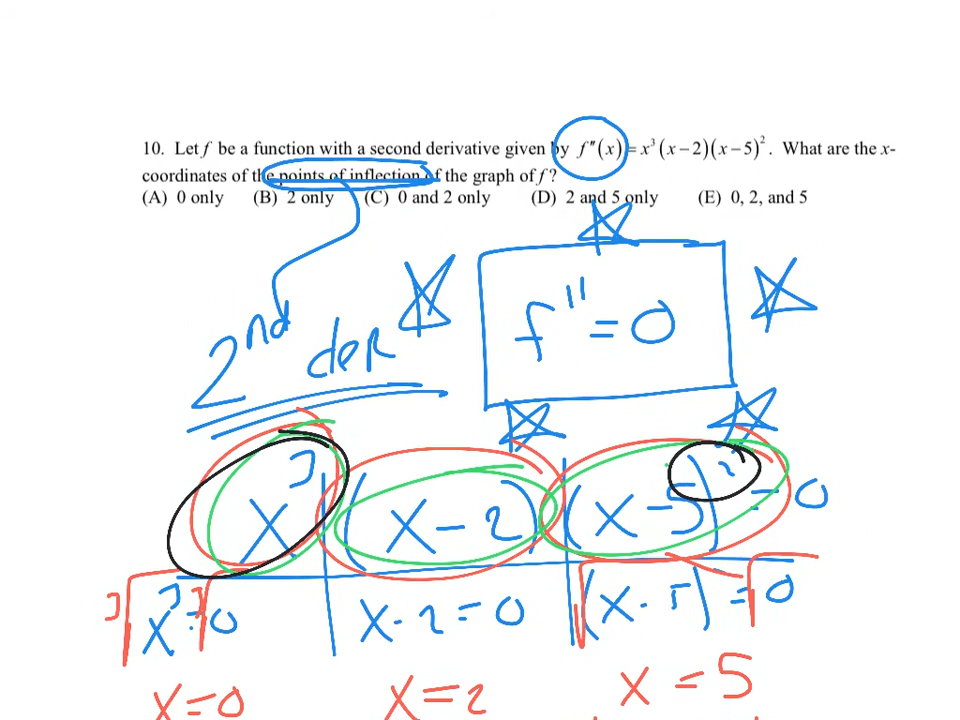 10. Let f be a function with a second derivative given by f″(x) = x³(x − 2)(x − 5)². What are the x-
coordinates of the points of inflection of the graph of f?
(A) 0 only (B) 2 only (C) 0 and 2 only (D) 2 and 5 only (E) 0, 2, and 5
2nd der
f″ = 0
x³ (x − 2) (x − 5)² = 0
∛x³ = ∛0 x - 2 = 0 √(x - 5)² = √0
x = 0 x = 2 x = 5